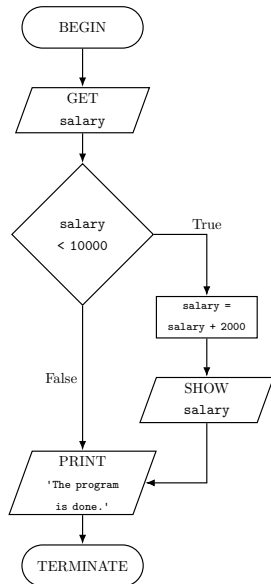 BEGIN
GET
salary
salary
< 10000
True
salary =
salary + 2000
False
SHOW
salary
PRINT
'The program
is done.'
TERMINATE